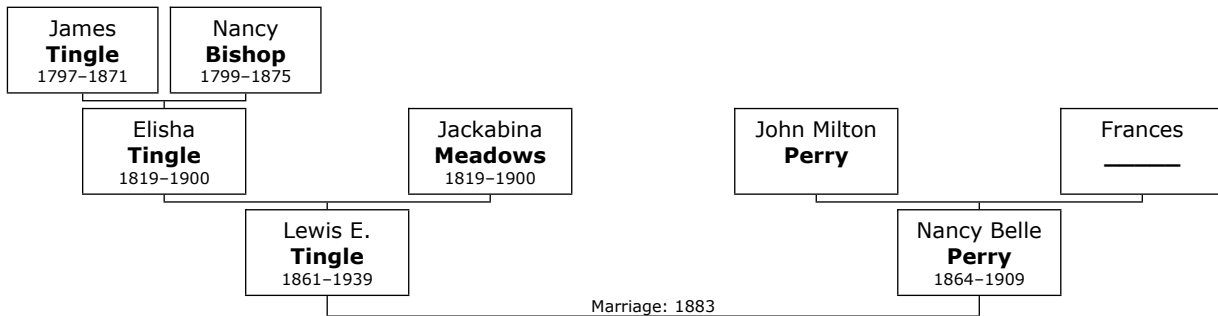 James
Tingle
1797–1871
Nancy
Bishop
1799–1875
Elisha
Tingle
1819–1900
Jackabina
Meadows
1819–1900
John Milton
Perry
Frances
______
Lewis E.
Tingle
1861–1939
Nancy Belle
Perry
1864–1909
Marriage: 1883